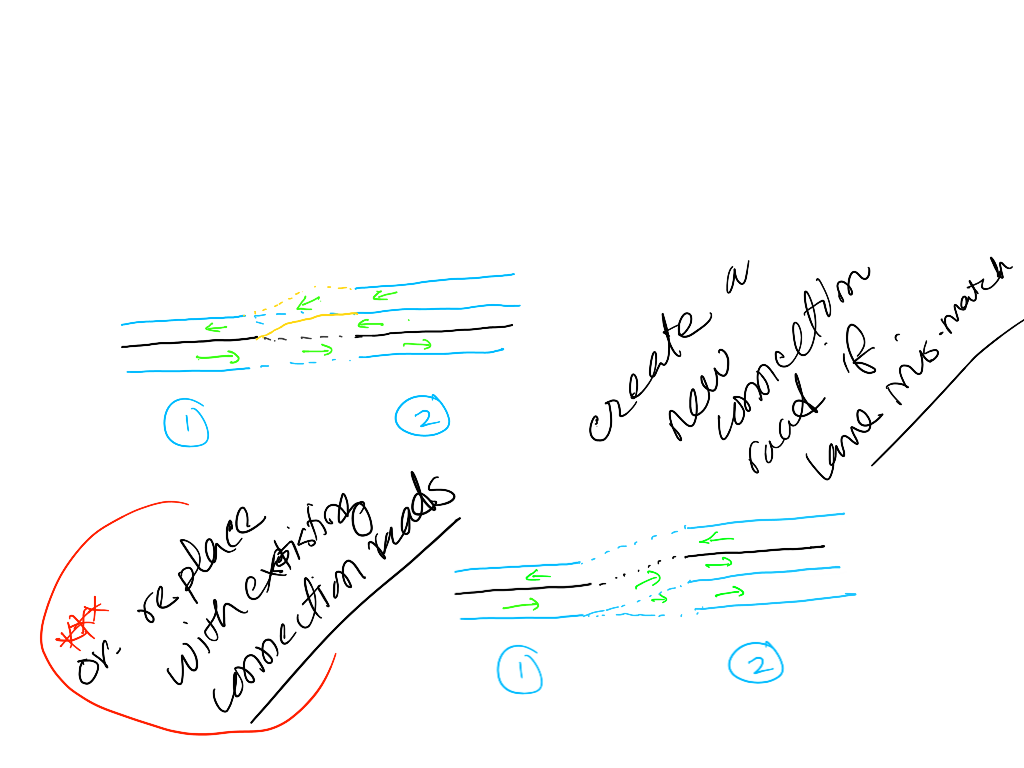 1
2
create a
new
connection
road if
lane mis-match
***
or. replace
with existing
connection roads
1
2